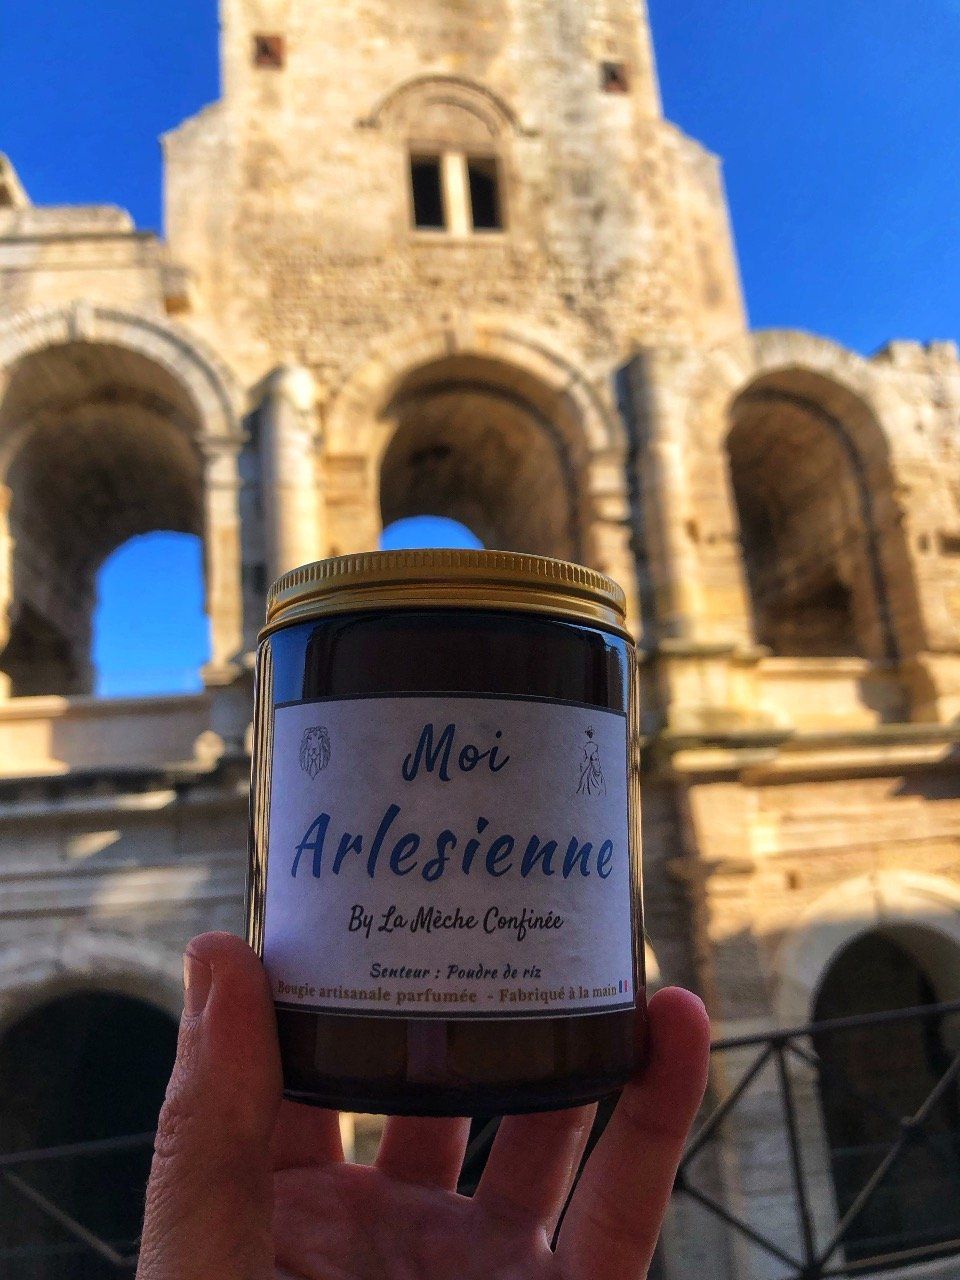 Moi
Arlesienne
By La Mèche Confinée
Senteur : Poudre de riz
Bougie artisanale parfumée - Fabriqué à la main